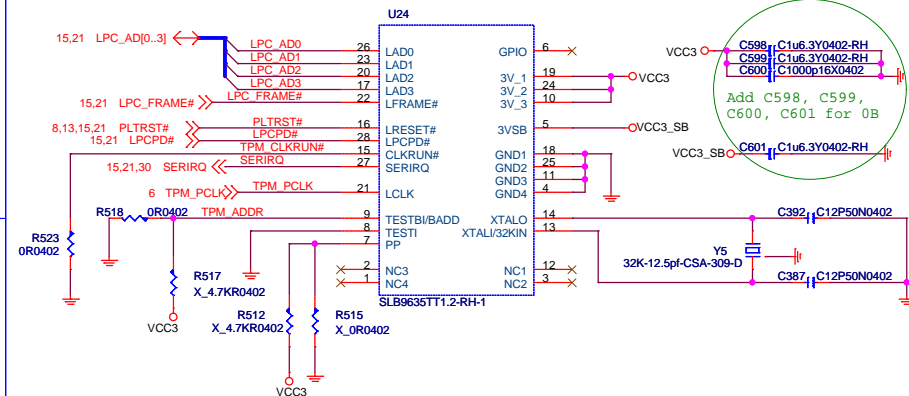 U24
15,21 LPC_AD[0..3]
LPC_AD0 26 LAD0
LPC_AD1 23 LAD1
LPC_AD2 20 LAD2
LPC_AD3 17 LAD3
15,21 LPC_FRAME# LPC_FRAME# 22 LFRAME#
8,13,15,21 PLTRST# PLTRST# 16 LRESET#
15,21 LPCPD# LPCPD# 28 LPCPD#
TPM_CLKRUN# 15 CLKRUN#
15,21,30 SERIRQ SERIRQ 27 SERIRQ
6 TPM_PCLK TPM_PCLK 21 LCLK
R518 0R0402 TPM_ADDR 9 TESTBI/BADD
8 TESTI
7 PP
2 NC3
1 NC4
R523
0R0402
R517
X_4.7KR0402
VCC3
R512
X_4.7KR0402
VCC3
R515
X_0R0402
GPIO 6
3V_1 19 VCC3
3V_2 24
3V_3 10
3VSB 5 VCC3_SB
GND1 18
GND2 25
GND3 11
GND4 4
XTALO 14
XTALI/32KIN 13
NC1 12
NC2 3
SLB9635TT1.2-RH-1
VCC3 C598 C1u6.3Y0402-RH
C599 C1u6.3Y0402-RH
C600 C1000p16X0402
Add C598, C599,
C600, C601 for 0B
VCC3_SB C601 C1u6.3Y0402-RH
C392 C12P50N0402
Y5
32K-12.5pf-CSA-309-D
C387 C12P50N0402